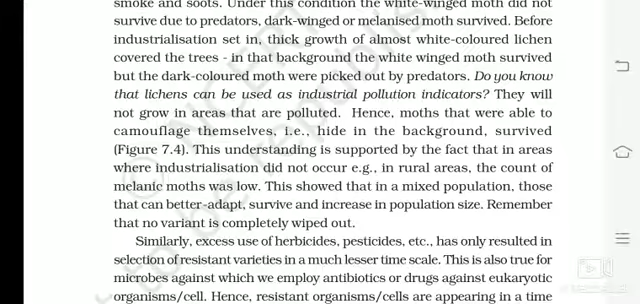 smoke and soots. Under this condition the white-winged moth did not
survive due to predators, dark-winged or melanised moth survived. Before
industrialisation set in, thick growth of almost white-coloured lichen
covered the trees - in that background the white winged moth survived
but the dark-coloured moth were picked out by predators. Do you know
that lichens can be used as industrial pollution indicators? They will
not grow in areas that are polluted. Hence, moths that were able to
camouflage themselves, i.e., hide in the background, survived
(Figure 7.4). This understanding is supported by the fact that in areas
where industrialisation did not occur e.g., in rural areas, the count of
melanic moths was low. This showed that in a mixed population, those
that can better-adapt, survive and increase in population size. Remember
that no variant is completely wiped out.
Similarly, excess use of herbicides, pesticides, etc., has only resulted in
selection of resistant varieties in a much lesser time scale. This is also true for
microbes against which we employ antibiotics or drugs against eukaryotic
organisms/cell. Hence, resistant organisms/cells are appearing in a time